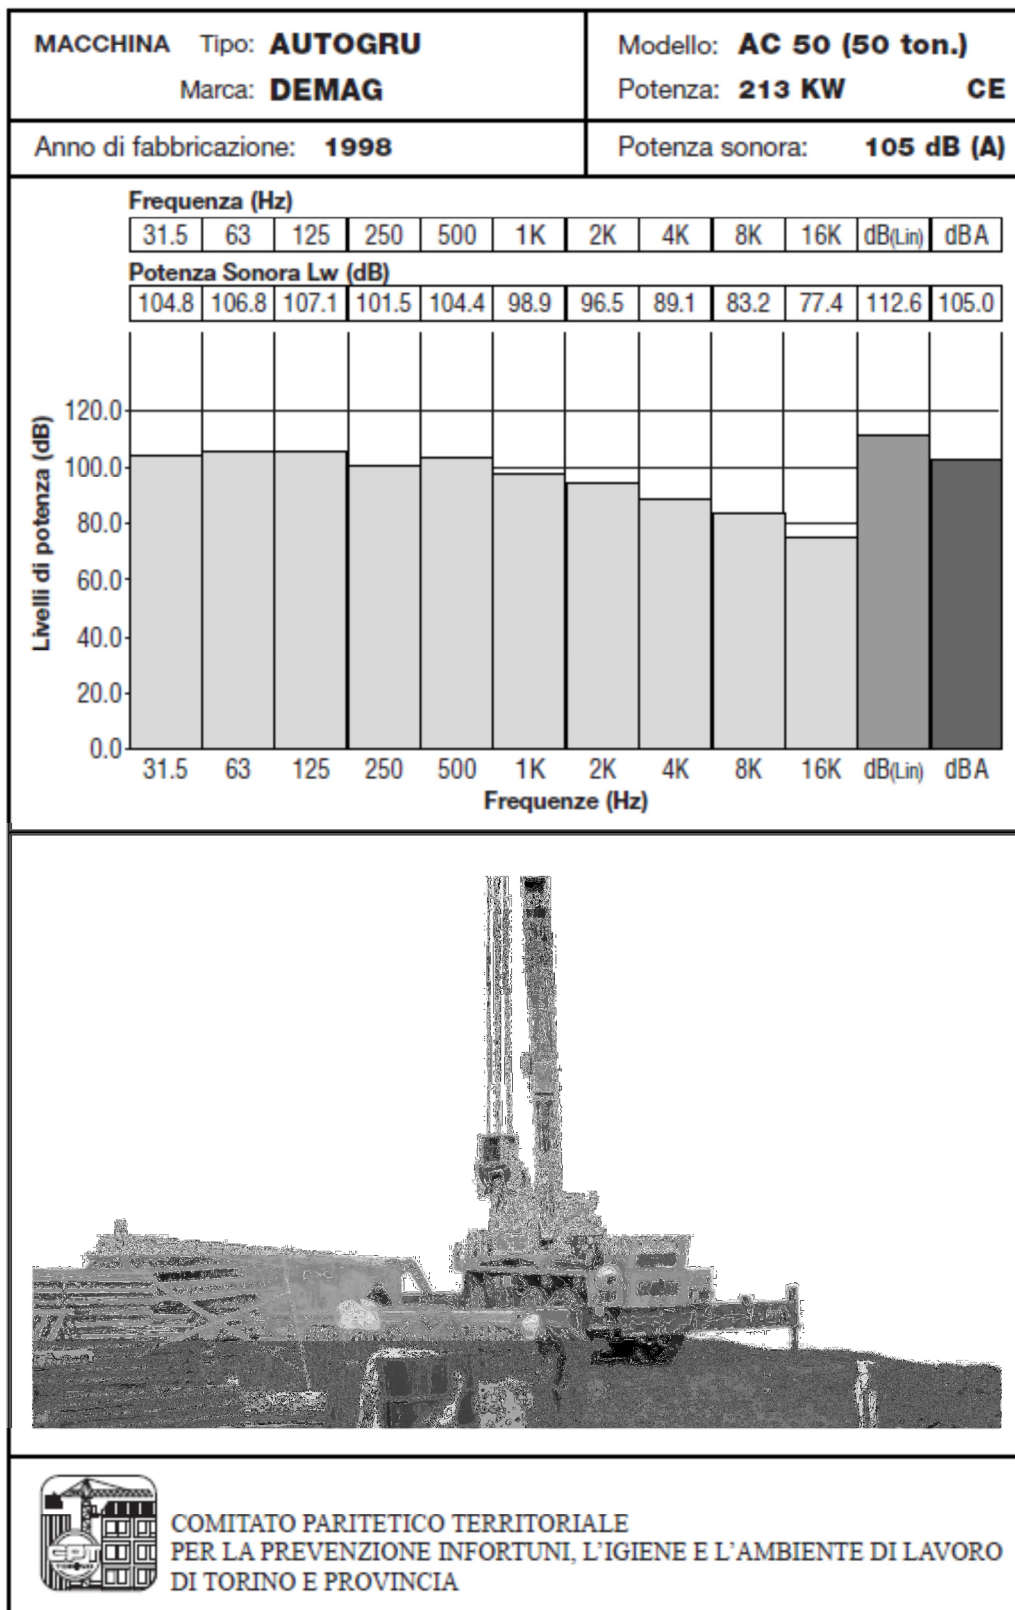 MACCHINA Tipo: AUTOGRU
Marca: DEMAG
Modello: AC 50 (50 ton.)
Potenza: 213 KW CE
Anno di fabbricazione: 1998
Potenza sonora: 105 dB (A)
Frequenza (Hz)
31.5 63 125 250 500 1K 2K 4K 8K 16K dB(Lin) dBA
Potenza Sonora Lw (dB)
104.8 106.8 107.1 101.5 104.4 98.9 96.5 89.1 83.2 77.4 112.6 105.0
Livelli di potenza (dB)
120.0
100.0
80.0
60.0
40.0
20.0
0.0
31.5 63 125 250 500 1K 2K 4K 8K 16K dB(Lin) dBA
Frequenze (Hz)
CPT
COMITATO PARITETICO TERRITORIALE
PER LA PREVENZIONE INFORTUNI, L'IGIENE E L'AMBIENTE DI LAVORO
DI TORINO E PROVINCIA